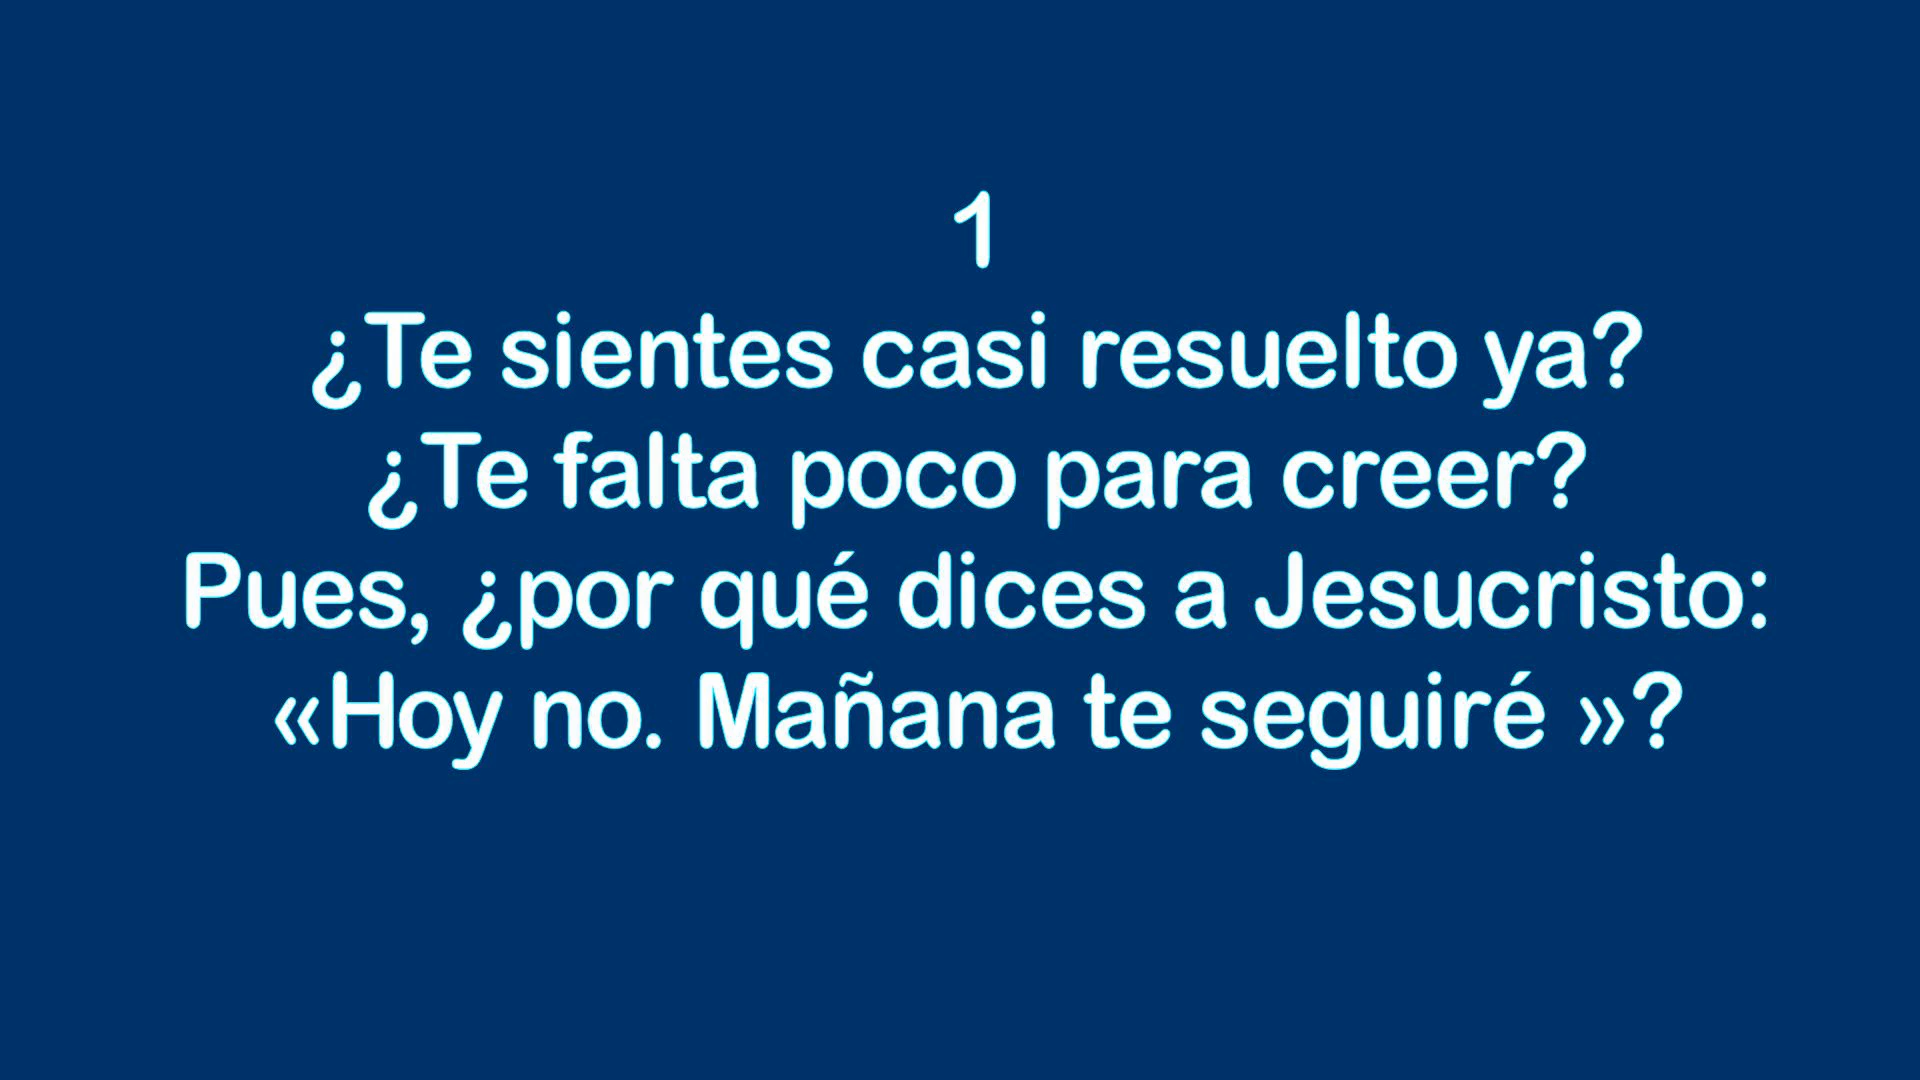 1
¿Te sientes casi resuelto ya?
¿Te falta poco para creer?
Pues, ¿por qué dices a Jesucristo:
«Hoy no. Mañana te seguiré »?